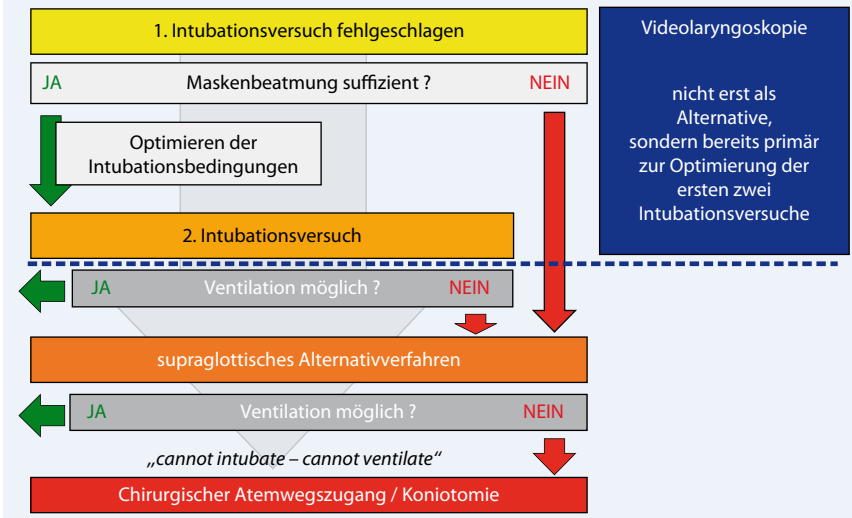 1. Intubationsversuch fehlgeschlagen
JA Maskenbeatmung suffizient ? NEIN
Optimieren der
Intubationsbedingungen
2. Intubationsversuch
JA Ventilation möglich ? NEIN
supraglottisches Alternativverfahren
JA Ventilation möglich ? NEIN
„cannot intubate – cannot ventilate“
Chirurgischer Atemwegszugang / Koniotomie
Videolaryngoskopie
nicht erst als
Alternative,
sondern bereits primär
zur Optimierung der
ersten zwei
Intubationsversuche